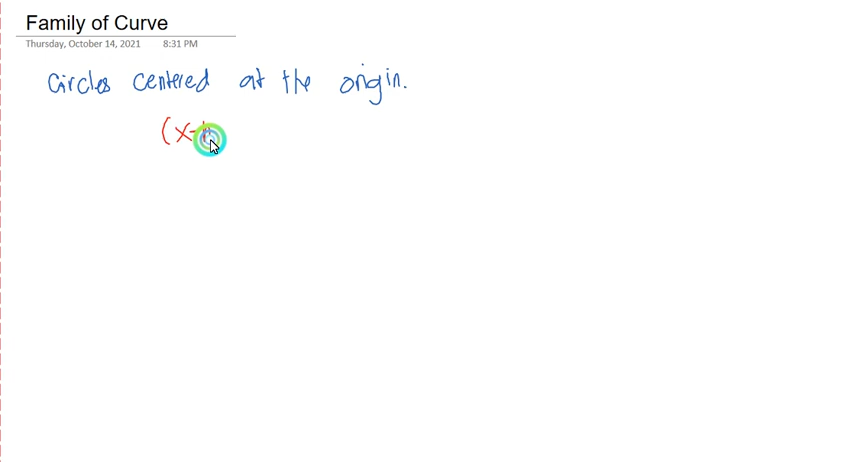 Family of Curve
Thursday, October 14, 2021 8:31 PM
Circles centered at the origin.
(x-h